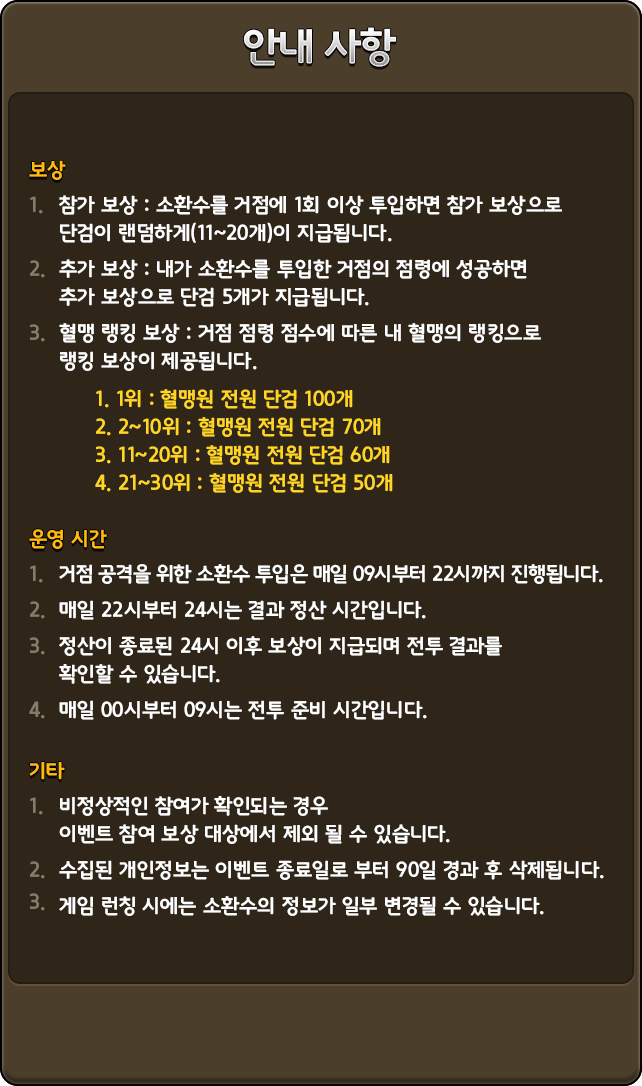 안내 사항
보상
1. 참가 보상 : 소환수를 거점에 1회 이상 투입하면 참가 보상으로
단검이 랜덤하게(11~20개)이 지급됩니다.
2. 추가 보상 : 내가 소환수를 투입한 거점의 점령에 성공하면
추가 보상으로 단검 5개가 지급됩니다.
3. 혈맹 랭킹 보상 : 거점 점령 점수에 따른 내 혈맹의 랭킹으로
랭킹 보상이 제공됩니다.
1. 1위 : 혈맹원 전원 단검 100개
2. 2~10위 : 혈맹원 전원 단검 70개
3. 11~20위 : 혈맹원 전원 단검 60개
4. 21~30위 : 혈맹원 전원 단검 50개
운영 시간
1. 거점 공격을 위한 소환수 투입은 매일 09시부터 22시까지 진행됩니다.
2. 매일 22시부터 24시는 결과 정산 시간입니다.
3. 정산이 종료된 24시 이후 보상이 지급되며 전투 결과를
확인할 수 있습니다.
4. 매일 00시부터 09시는 전투 준비 시간입니다.
기타
1. 비정상적인 참여가 확인되는 경우
이벤트 참여 보상 대상에서 제외 될 수 있습니다.
2. 수집된 개인정보는 이벤트 종료일로 부터 90일 경과 후 삭제됩니다.
3. 게임 런칭 시에는 소환수의 정보가 일부 변경될 수 있습니다.